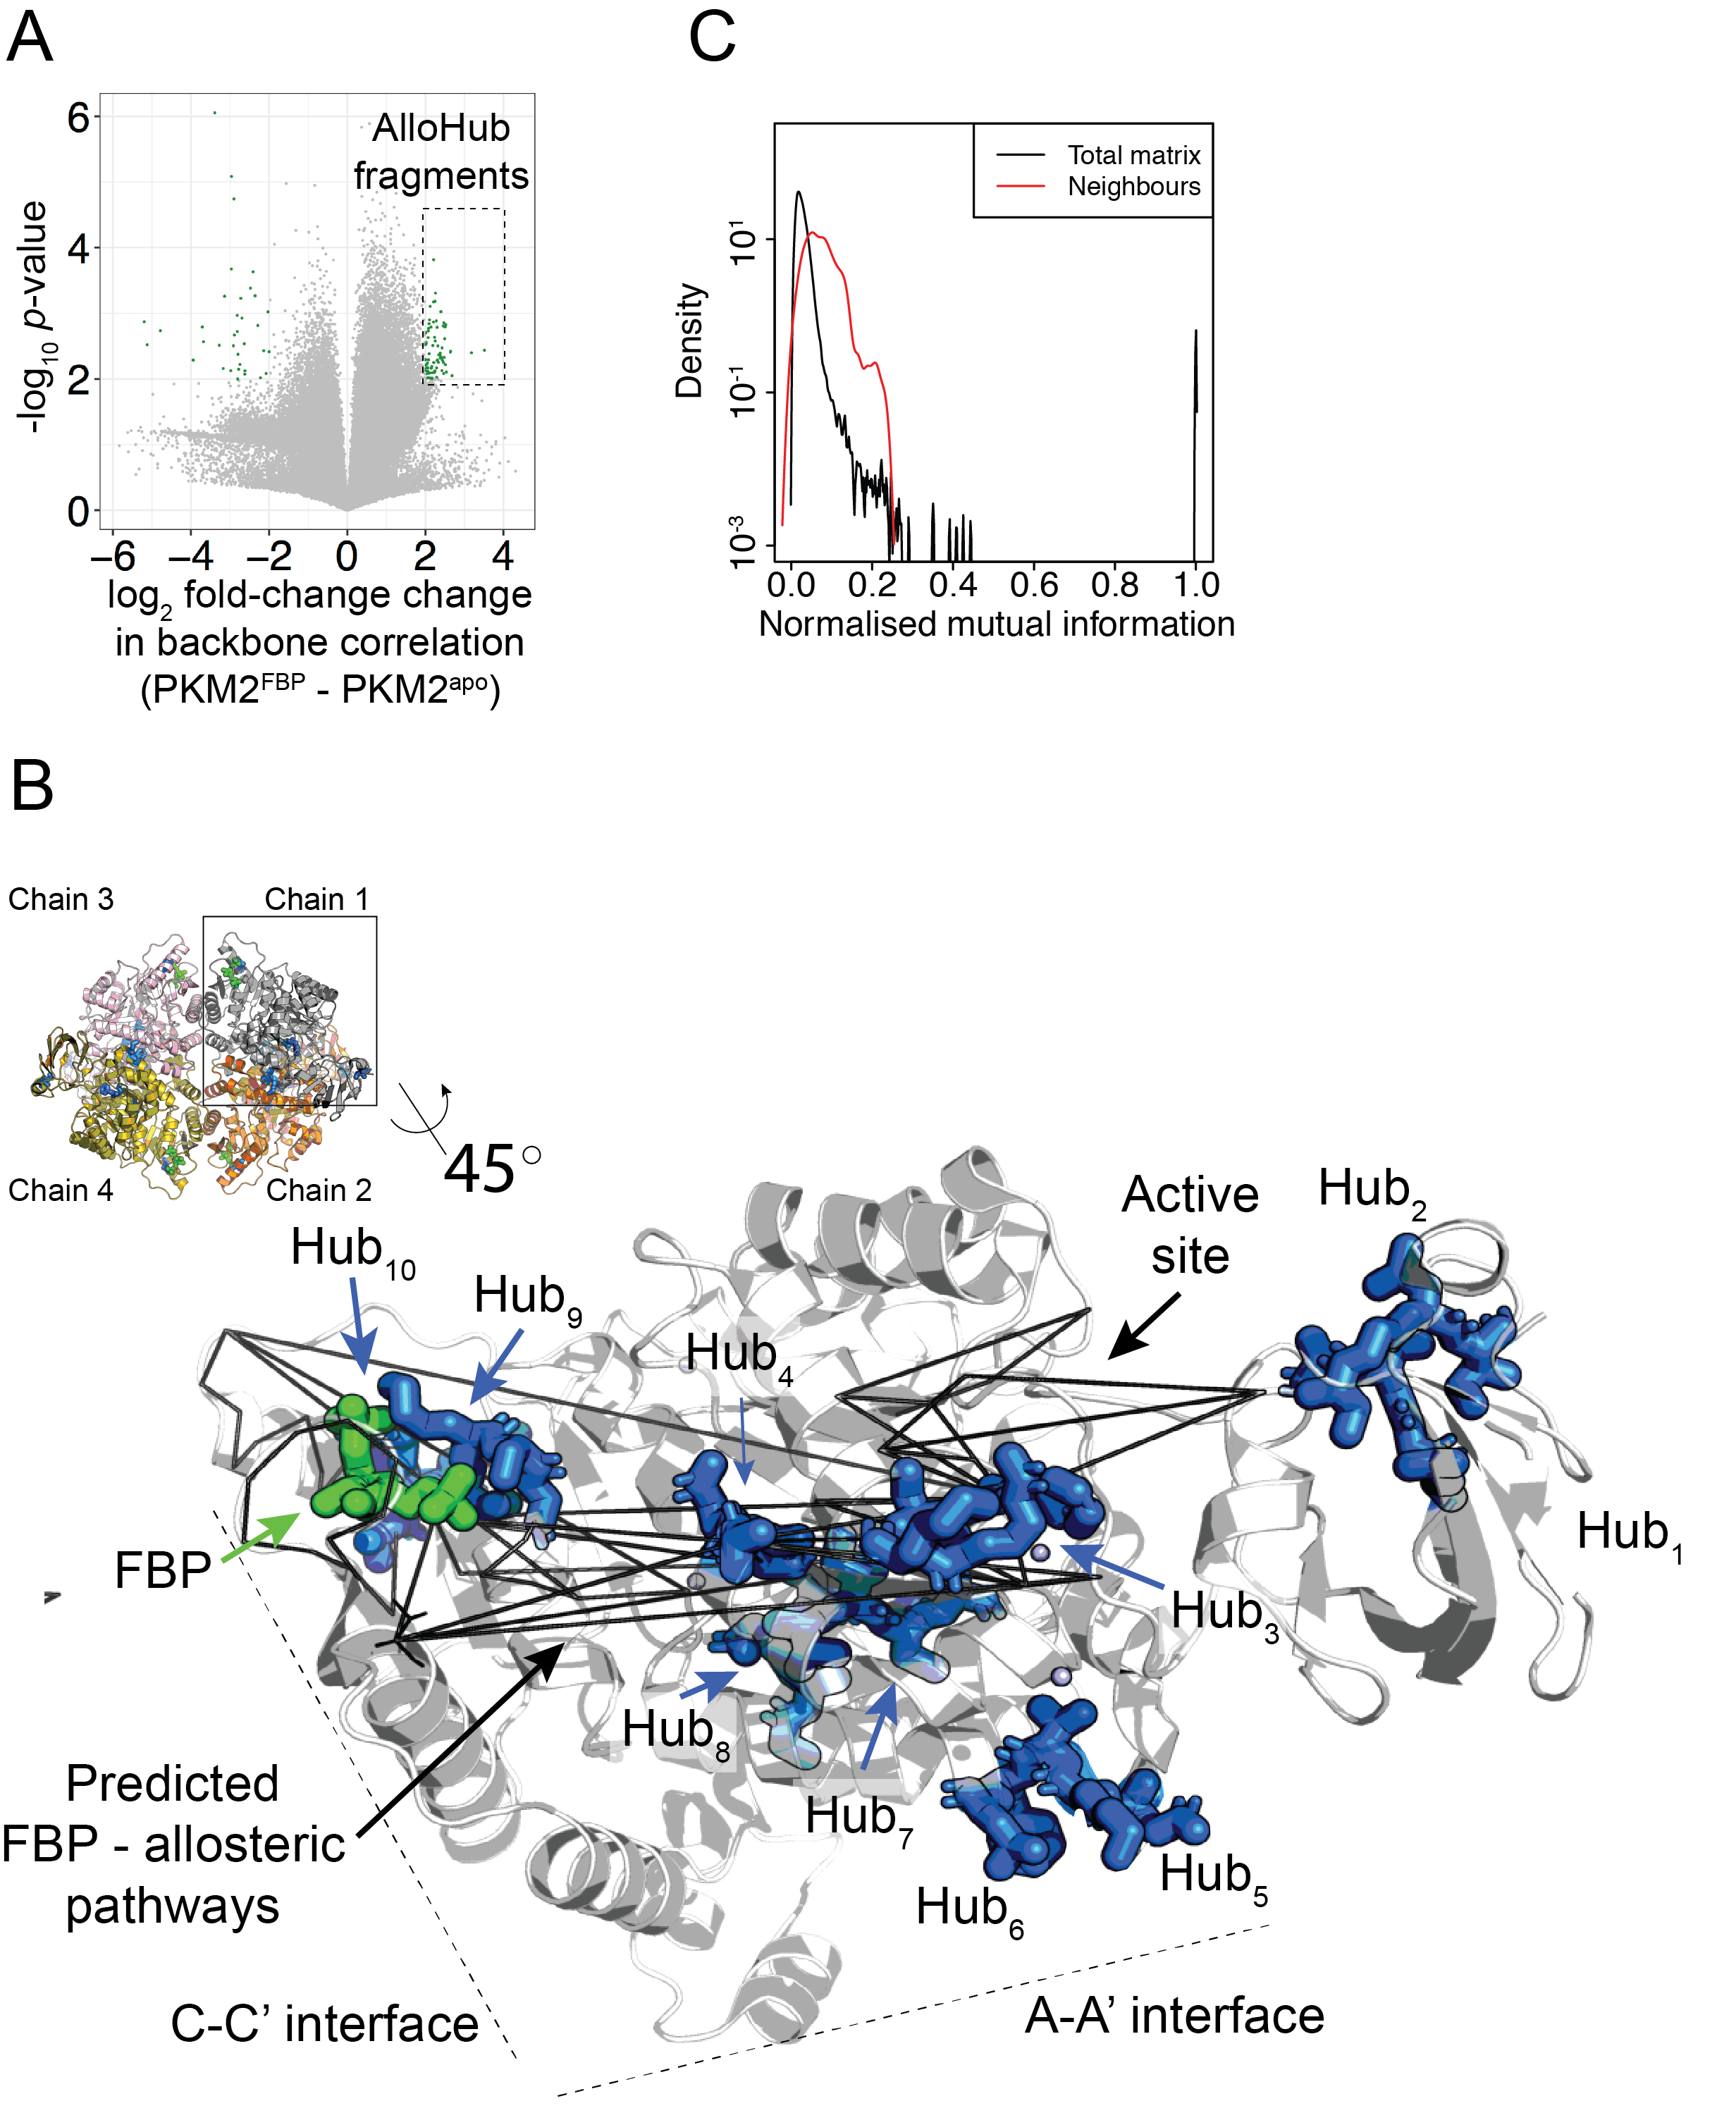 A
6
4
2
0
-log10 p-value
AlloHub
fragments
−6 −4 −2 0 2 4
log2 fold-change change
in backbone correlation
(PKM2FBP - PKM2apo)
C
Total matrix
Neighbours
10^1
10^-1
10^-3
Density
0.0 0.2 0.4 0.6 0.8 1.0
Normalised mutual information
B
Chain 3
Chain 1
Chain 4
Chain 2
45°
Hub10
Hub9
Hub4
Active
site
Hub2
Hub1
FBP
Hub3
Hub8
Hub7
Hub5
Hub6
Predicted
FBP - allosteric
pathways
C-C’ interface
A-A’ interface